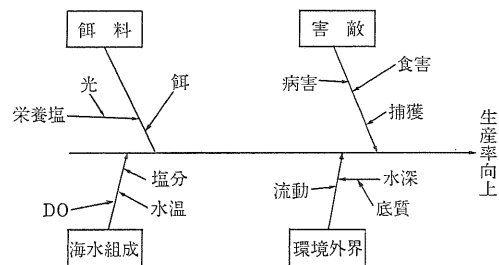 餌料
害敵
光
餌
栄養塩
食害
病害
捕獲
生産率向上
塩分
水温
DO
水深
流動
底質
海水組成
環境外界